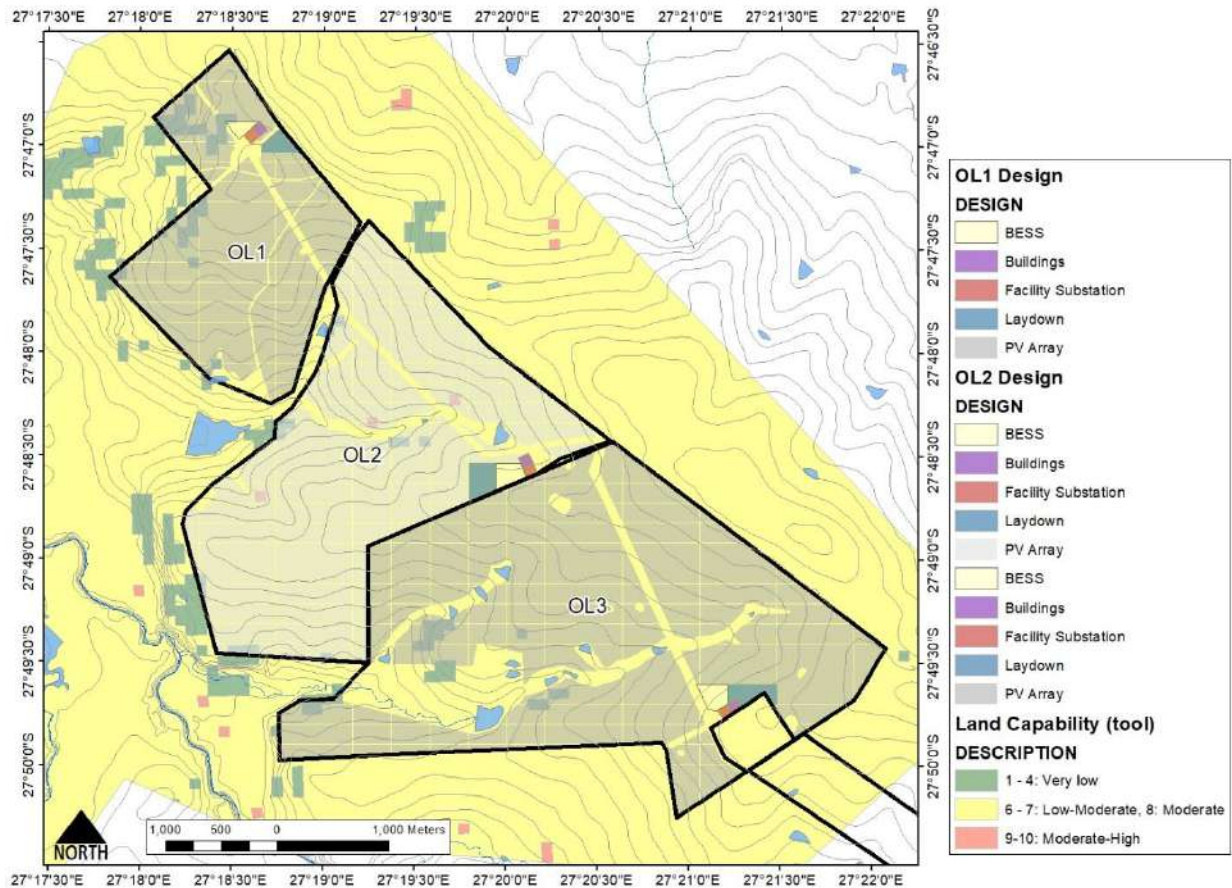 27°17'30"E 27°18'0"E 27°18'30"E 27°19'0"E 27°19'30"E 27°20'0"E 27°20'30"E 27°21'0"E 27°21'30"E 27°22'0"E
27°46'30"S
27°47'0"S
27°47'0"S
27°47'30"S
27°47'30"S
27°48'0"S
27°48'0"S
27°48'30"S
27°48'30"S
27°49'0"S
27°49'0"S
27°49'30"S
27°49'30"S
27°50'0"S
27°50'0"S
OL1
OL2
OL3
1,000 500 0 1,000 Meters
NORTH
27°17'30"E 27°18'0"E 27°18'30"E 27°19'0"E 27°19'30"E 27°20'0"E 27°20'30"E 27°21'0"E 27°21'30"E 27°22'0"E
OL1 Design
DESIGN
BESS
Buildings
Facility Substation
Laydown
PV Array
OL2 Design
DESIGN
BESS
Buildings
Facility Substation
Laydown
PV Array
BESS
Buildings
Facility Substation
Laydown
PV Array
Land Capability (tool)
DESCRIPTION
1 - 4: Very low
6 - 7: Low-Moderate, 8: Moderate
9-10: Moderate-High